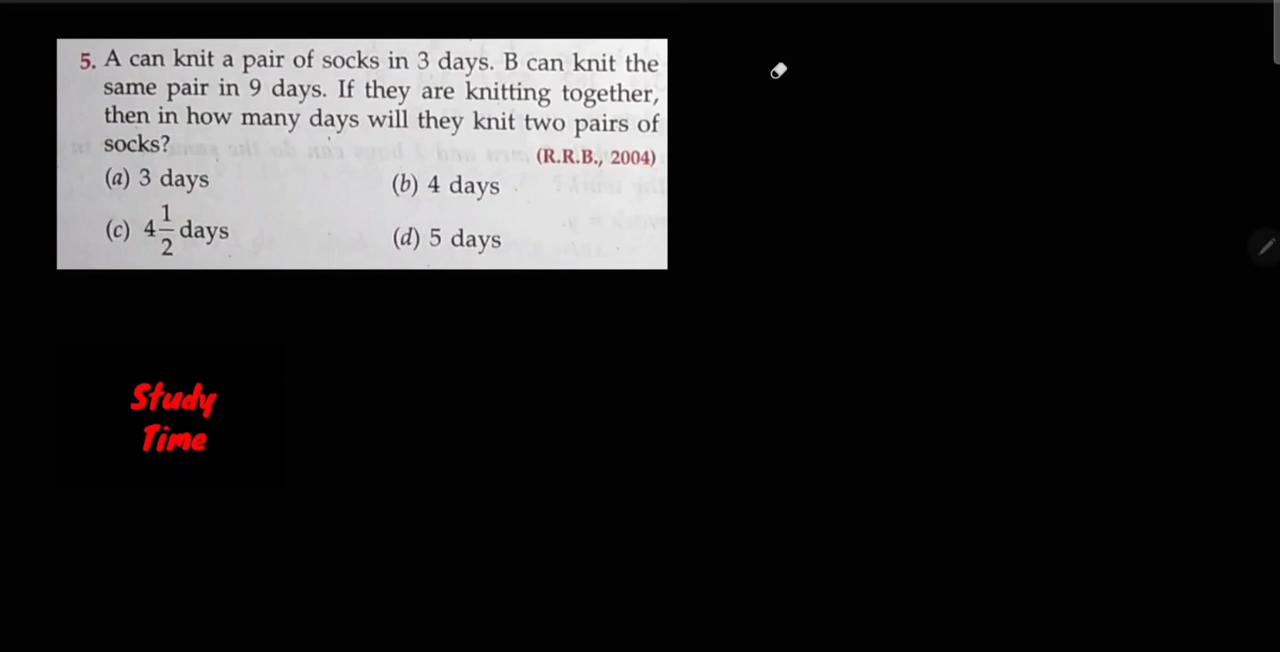 5. A can knit a pair of socks in 3 days. B can knit the
same pair in 9 days. If they are knitting together,
then in how many days will they knit two pairs of
socks?
(R.R.B., 2004)
(a) 3 days (b) 4 days
(c) 4 1/2 days (d) 5 days
Study
Time